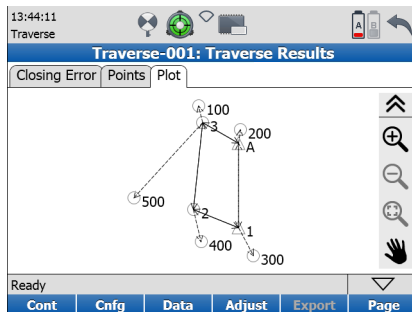 13:44:11
Traverse
A B
Traverse-001: Traverse Results
Closing Error Points Plot
100
3
200
A
500
2
1
400
300
Ready
Cont Cnfg Data Adjust Export Page